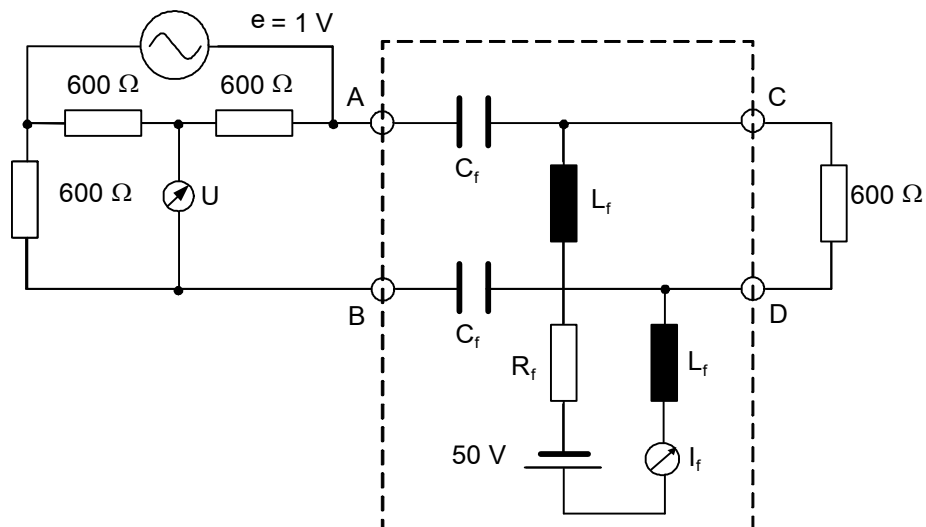 e = 1 V
600 Ω
600 Ω
A
C
600 Ω
U
C_f
L_f
600 Ω
B
C_f
D
R_f
L_f
50 V
I_f